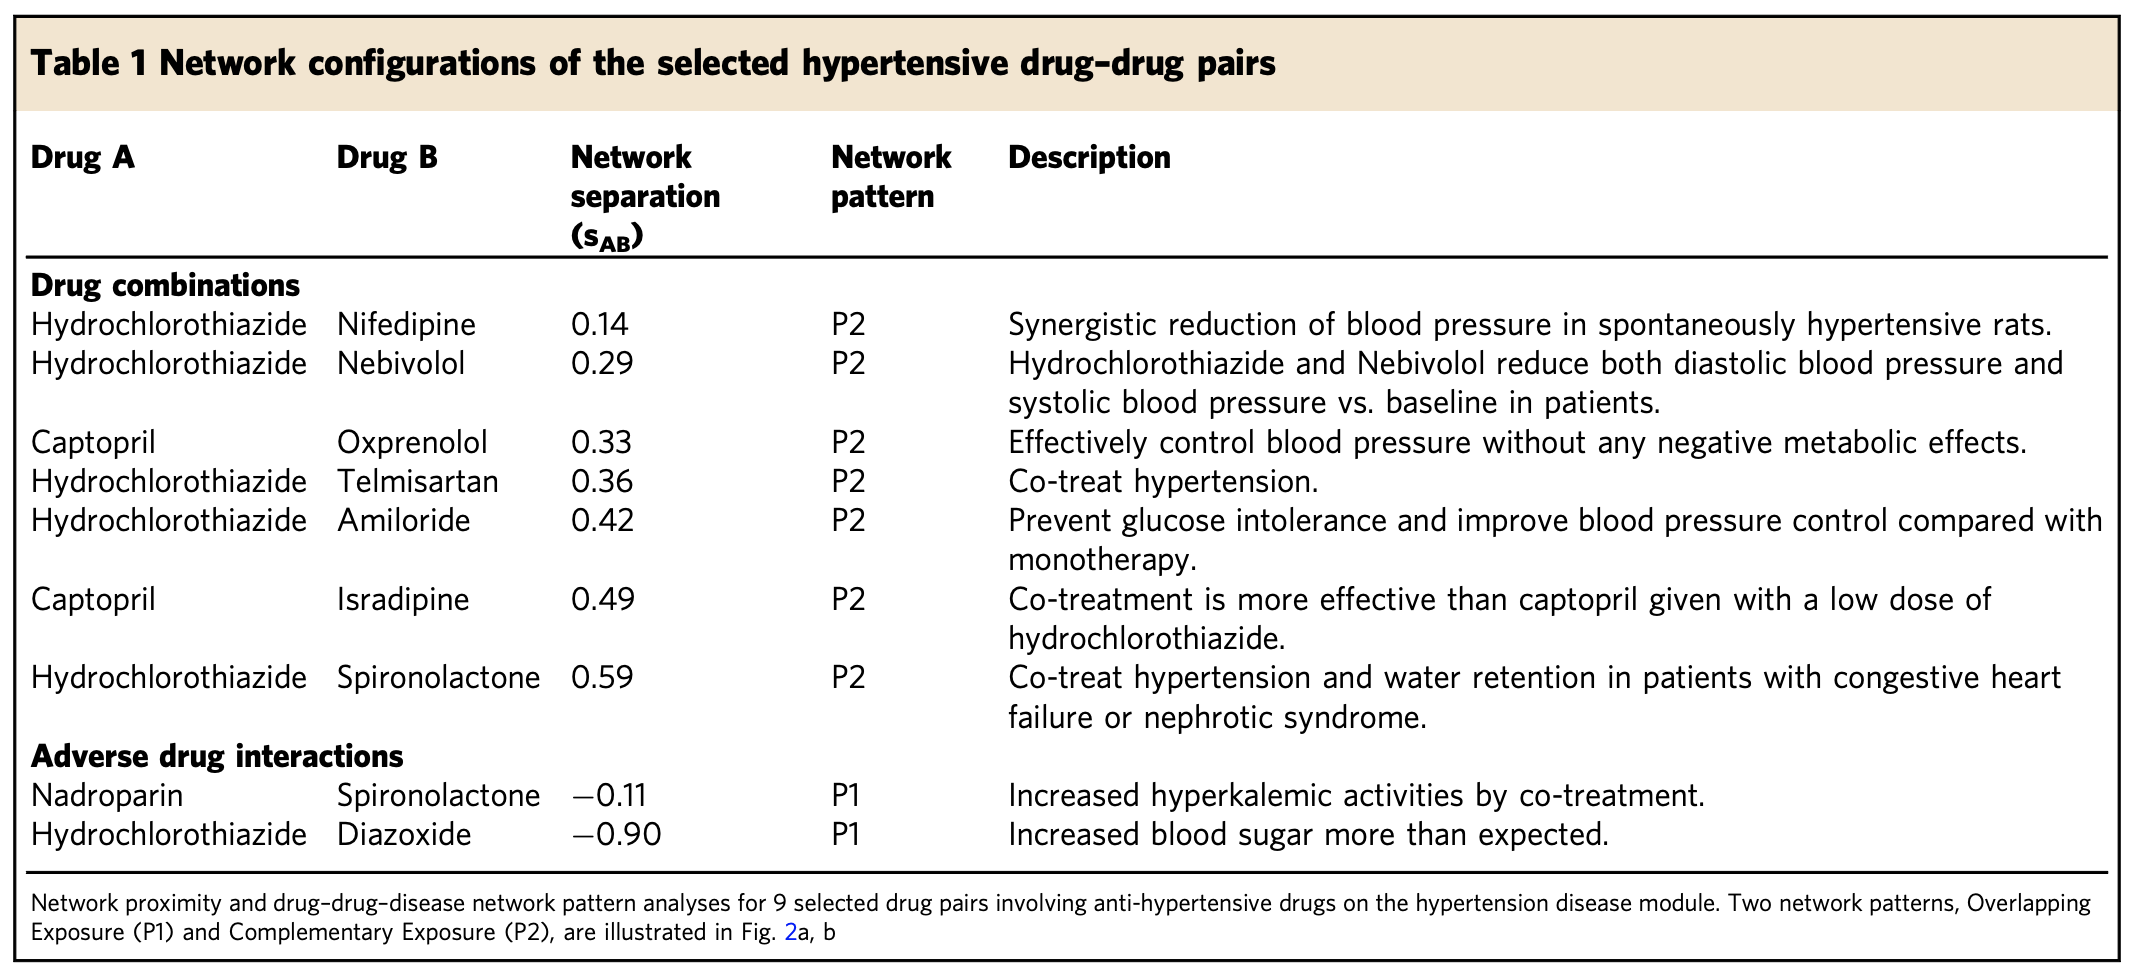 Table 1 Network configurations of the selected hypertensive drug–drug pairs
Drug A Drug B Network separation (sAB) Network pattern Description
Drug combinations
Hydrochlorothiazide Nifedipine 0.14 P2 Synergistic reduction of blood pressure in spontaneously hypertensive rats.
Hydrochlorothiazide Nebivolol 0.29 P2 Hydrochlorothiazide and Nebivolol reduce both diastolic blood pressure and
systolic blood pressure vs. baseline in patients.
Captopril Oxprenolol 0.33 P2 Effectively control blood pressure without any negative metabolic effects.
Hydrochlorothiazide Telmisartan 0.36 P2 Co-treat hypertension.
Hydrochlorothiazide Amiloride 0.42 P2 Prevent glucose intolerance and improve blood pressure control compared with
monotherapy.
Captopril Isradipine 0.49 P2 Co-treatment is more effective than captopril given with a low dose of
hydrochlorothiazide.
Hydrochlorothiazide Spironolactone 0.59 P2 Co-treat hypertension and water retention in patients with congestive heart
failure or nephrotic syndrome.
Adverse drug interactions
Nadroparin Spironolactone −0.11 P1 Increased hyperkalemic activities by co-treatment.
Hydrochlorothiazide Diazoxide −0.90 P1 Increased blood sugar more than expected.
Network proximity and drug–drug–disease network pattern analyses for 9 selected drug pairs involving anti-hypertensive drugs on the hypertension disease module. Two network patterns, Overlapping
Exposure (P1) and Complementary Exposure (P2), are illustrated in Fig. 2a, b